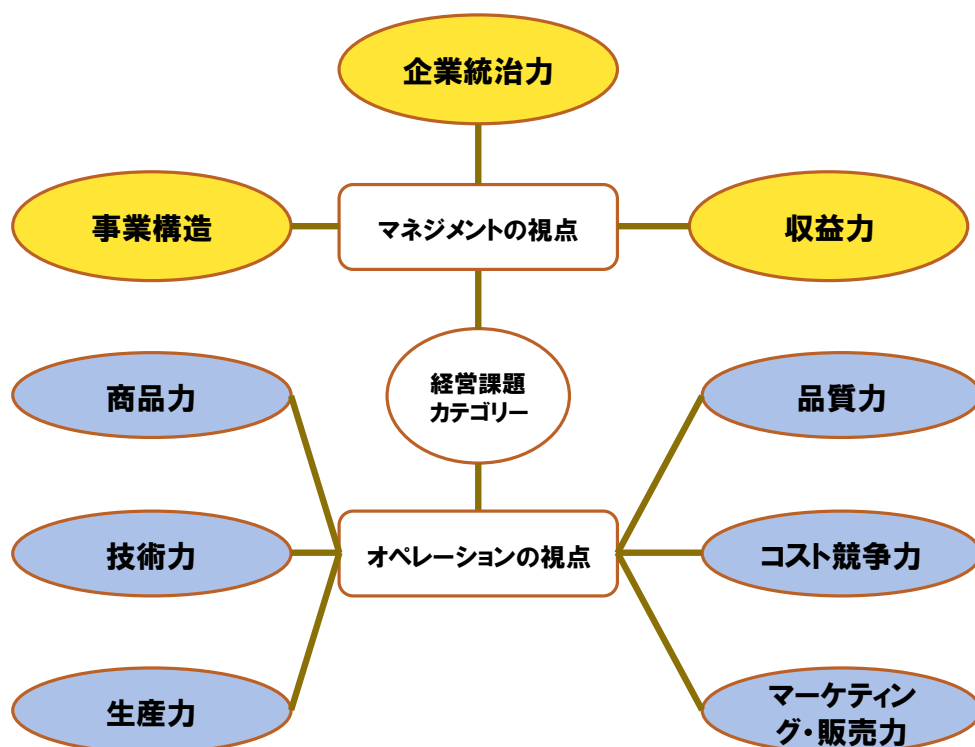 企業統治力
事業構造
マネジメントの視点
収益力
経営課題
カテゴリー
商品力
品質力
技術力
オペレーションの視点
コスト競争力
生産力
マーケティン
グ・販売力